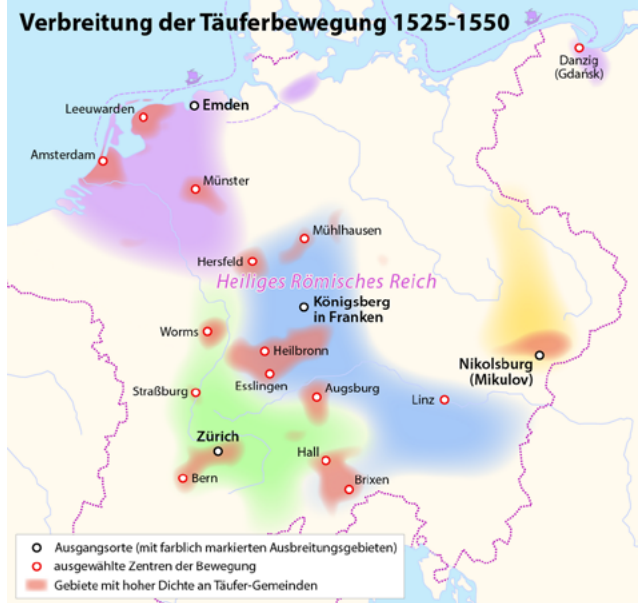 Verbreitung der Täuferbewegung 1525-1550
Danzig
(Gdańsk)
Leeuwarden
Emden
Amsterdam
Münster
Mühlhausen
Hersfeld
Heiliges Römisches Reich
Königsberg
in Franken
Worms
Heilbronn
Nikolsburg
(Mikulov)
Esslingen
Straßburg
Augsburg
Linz
Zürich
Hall
Bern
Brixen
Ausgangsorte (mit farblich markierten Ausbreitungsgebieten)
ausgewählte Zentren der Bewegung
Gebiete mit hoher Dichte an Täufer-Gemeinden